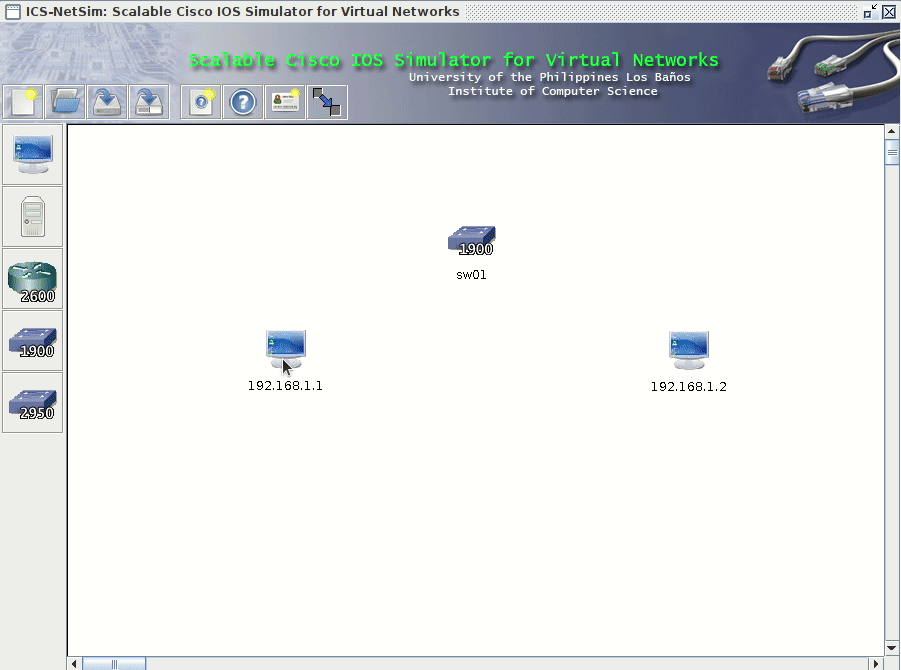 ICS-NetSim: Scalable Cisco IOS Simulator for Virtual Networks
Scalable Cisco IOS Simulator for Virtual Networks
University of the Philippines Los Baños
Institute of Computer Science
2600
1900
2950
1900
sw01
192.168.1.1
192.168.1.2